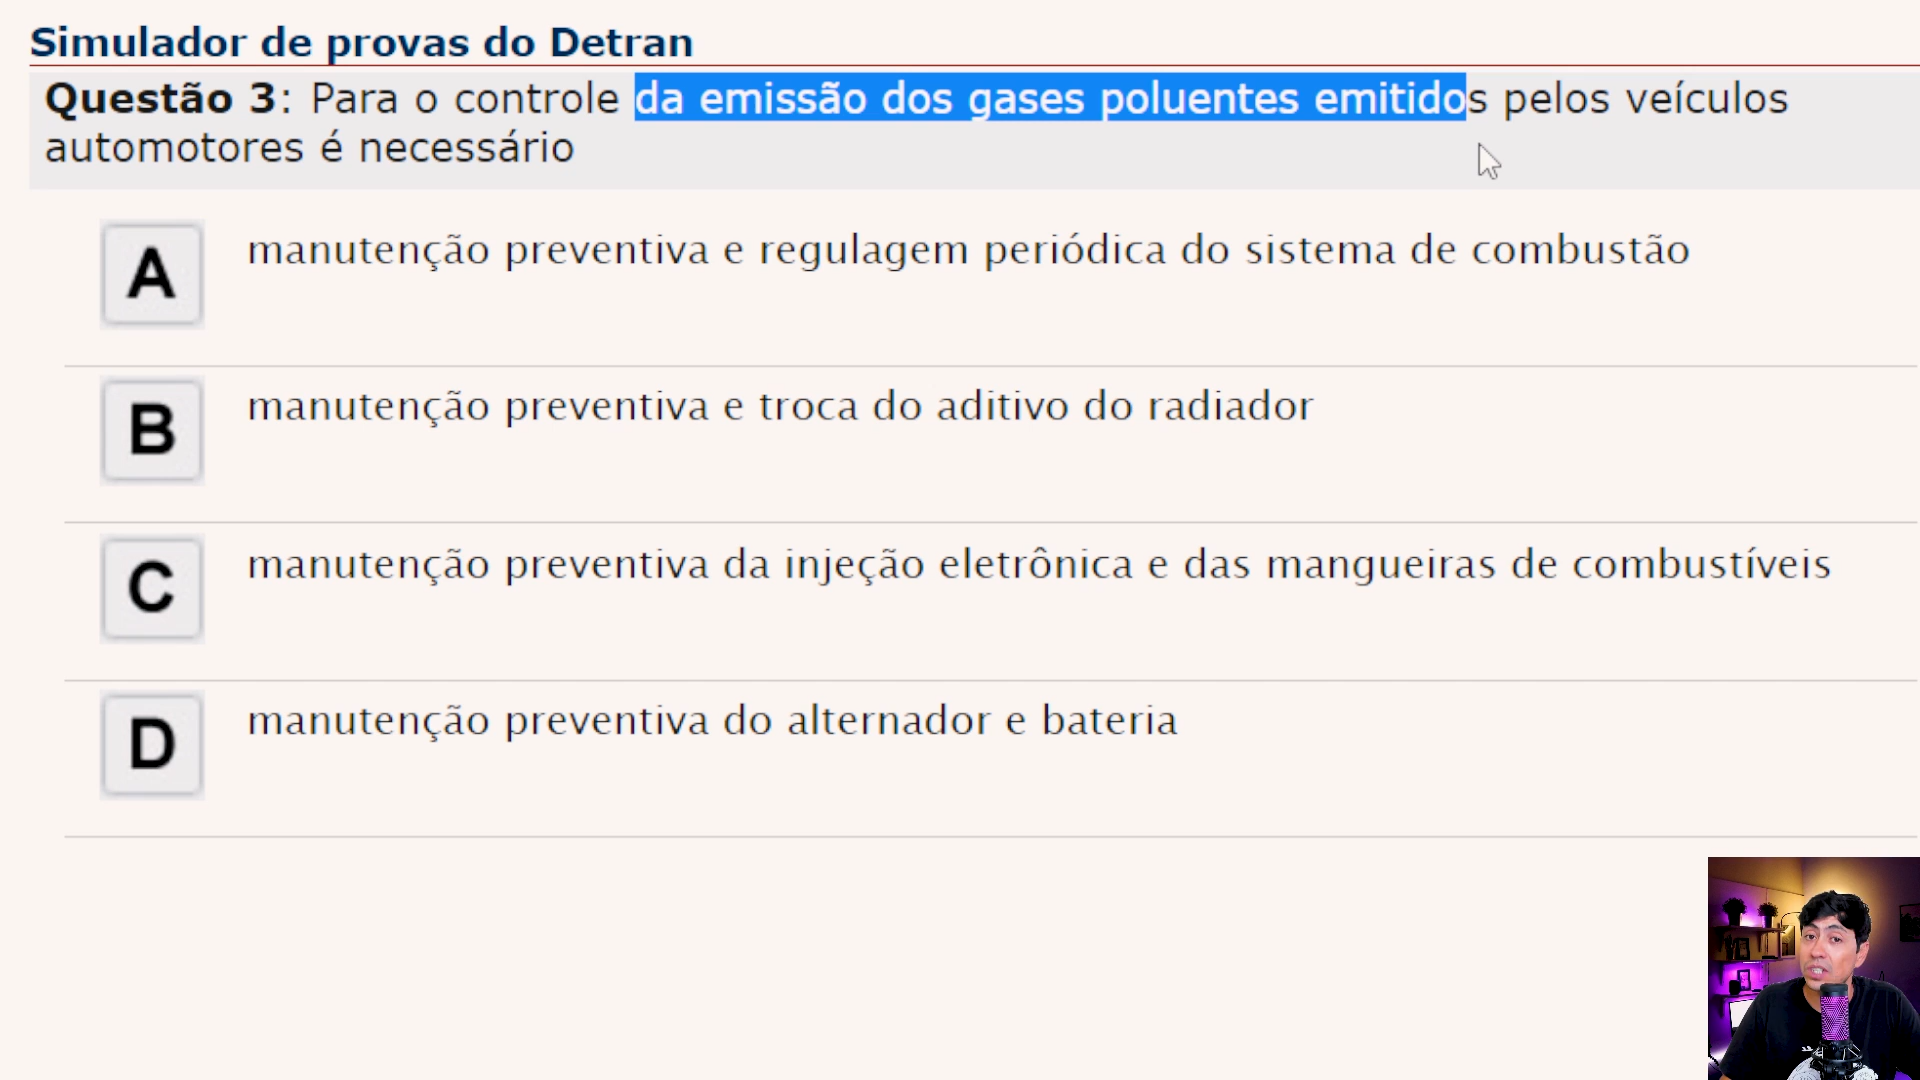 Simulador de provas do Detran
Questão 3: Para o controle da emissão dos gases poluentes emitidos pelos veículos
automotores é necessário
A manutenção preventiva e regulagem periódica do sistema de combustão
B manutenção preventiva e troca do aditivo do radiador
C manutenção preventiva da injeção eletrônica e das mangueiras de combustíveis
D manutenção preventiva do alternador e bateria